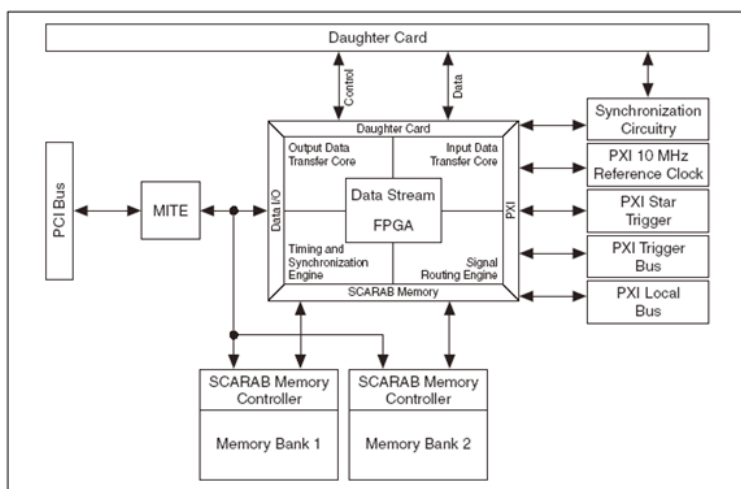 Daughter Card
Control
Data
Synchronization
Circuitry
PXI 10 MHz
Reference Clock
PXI Star
Trigger
PXI Trigger
Bus
PXI Local
Bus
PCI Bus
MITE
Data I/O
Daughter Card
Output Data
Transfer Core
Input Data
Transfer Core
Data Stream
FPGA
Timing and
Synchronization
Engine
Signal
Routing Engine
PXI
SCARAB Memory
SCARAB Memory
Controller
Memory Bank 1
SCARAB Memory
Controller
Memory Bank 2